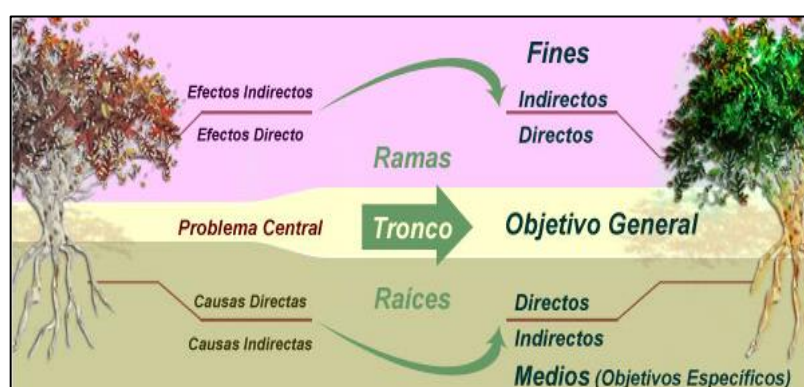 Fines
Efectos Indirectos
Indirectos
Efectos Directo
Directos
Ramas
Problema Central
Tronco
Objetivo General
Raíces
Causas Directas
Directos
Causas Indirectas
Indirectos
Medios (Objetivos Específicos)